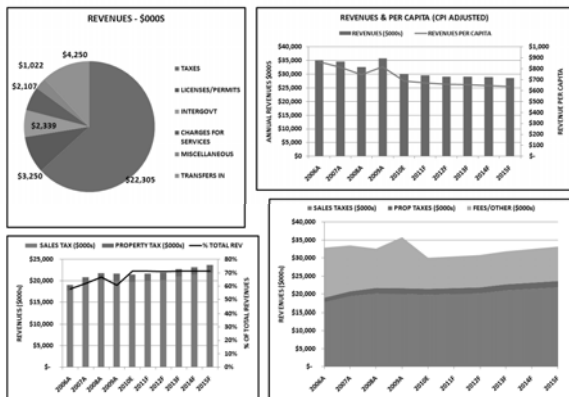 REVENUES - $000S
$4,250
$1,022
$2,107
$2,339
$3,250
$22,305
TAXES
LICENSES/PERMITS
INTERGOVT
CHARGES FOR
SERVICES
MISCELLANEOUS
TRANSFERS IN
REVENUES & PER CAPITA (CPI ADJUSTED)
REVENUES ($000s)
REVENUES PER CAPITA
ANNUAL REVENUES $000S
$40,000
$35,000
$30,000
$25,000
$20,000
$15,000
$10,000
$5,000
$0
$1,000
$900
$800
$700
$600
$500
$400
$300
$200
$100
$-
REVENUE PER CAPITA
2006A
2007A
2008A
2009A
2010E
2011F
2012F
2013F
2014F
2015F
SALES TAX ($000s)
PROPERTY TAX ($000s)
% TOTAL REV
REVENUES ($000s)
$25,000
$20,000
$15,000
$10,000
$5,000
$-
80%
70%
60%
50%
40%
30%
20%
10%
0%
% OF TOTAL REVENUES
2006A
2007A
2008A
2009A
2010E
2011F
2012F
2013F
2014F
2015F
SALES TAXES ($000s)
PROP TAXES ($000s)
FEES/OTHER ($000s)
REVENUES ($000s)
$40,000
$35,000
$30,000
$25,000
$20,000
$15,000
$10,000
$5,000
$-
2006A
2007A
2008A
2009A
2010E
2011F
2012F
2013F
2014F
2015F